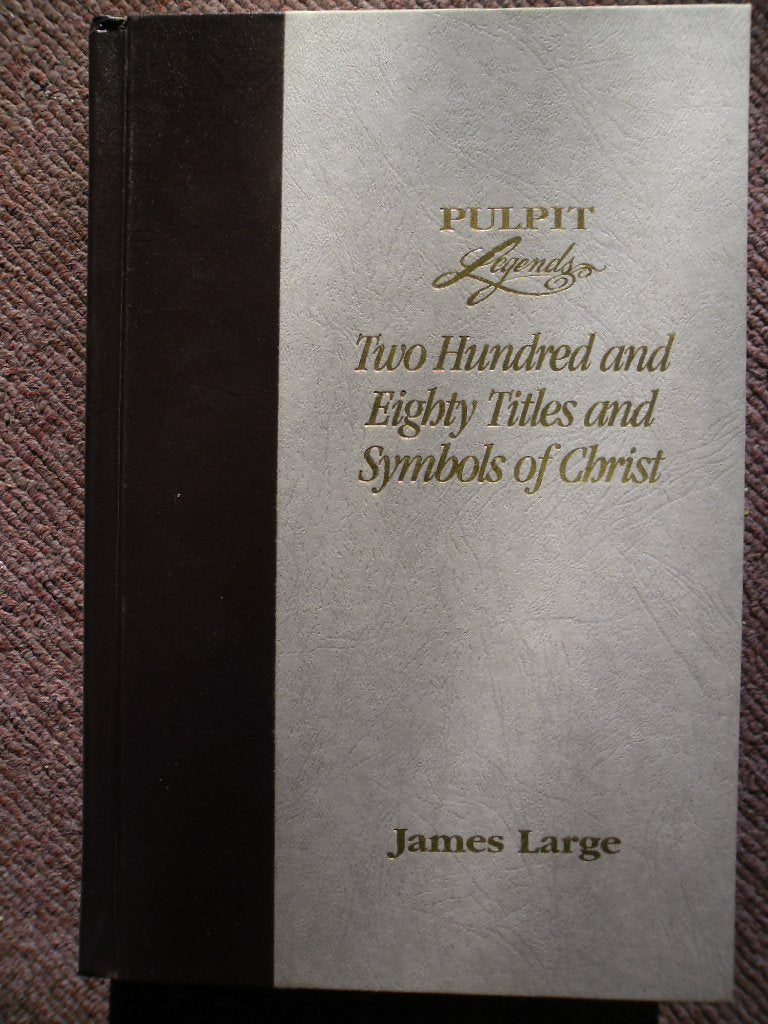 PULPIT
Legends
Two Hundred and
Eighty Titles and
Symbols of Christ
James Large